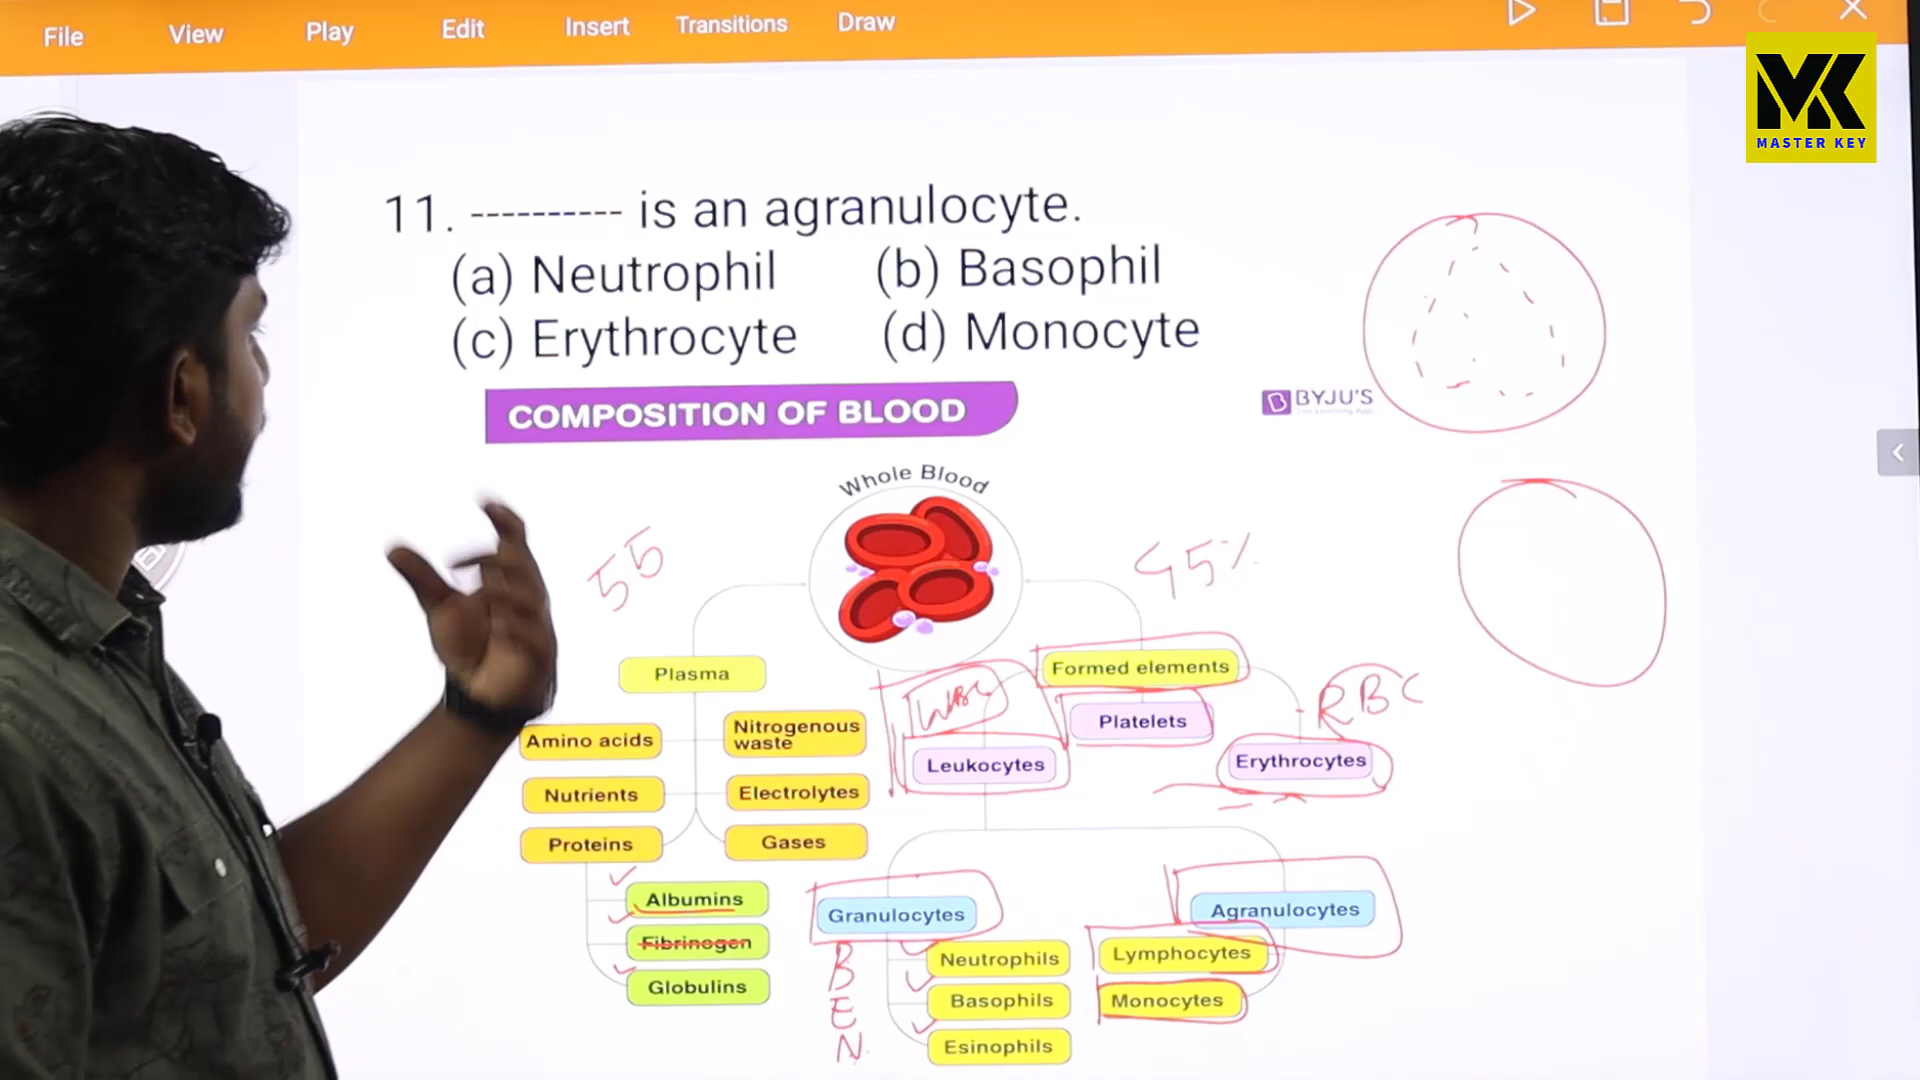 File View Play Edit Insert Transitions Draw
MK
MASTER KEY
11. ---------- is an agranulocyte.
(a) Neutrophil (b) Basophil
(c) Erythrocyte (d) Monocyte
COMPOSITION OF BLOOD
BYJU'S
Whole Blood
55
45%
Plasma
Formed elements
WBC
RBC
Platelets
Amino acids
Nitrogenous
waste
Leukocytes
Erythrocytes
Nutrients
Electrolytes
Proteins
Gases
Albumins
Fibrinogen
Globulins
Granulocytes
Agranulocytes
B
E
N
Neutrophils
Basophils
Esinophils
Lymphocytes
Monocytes